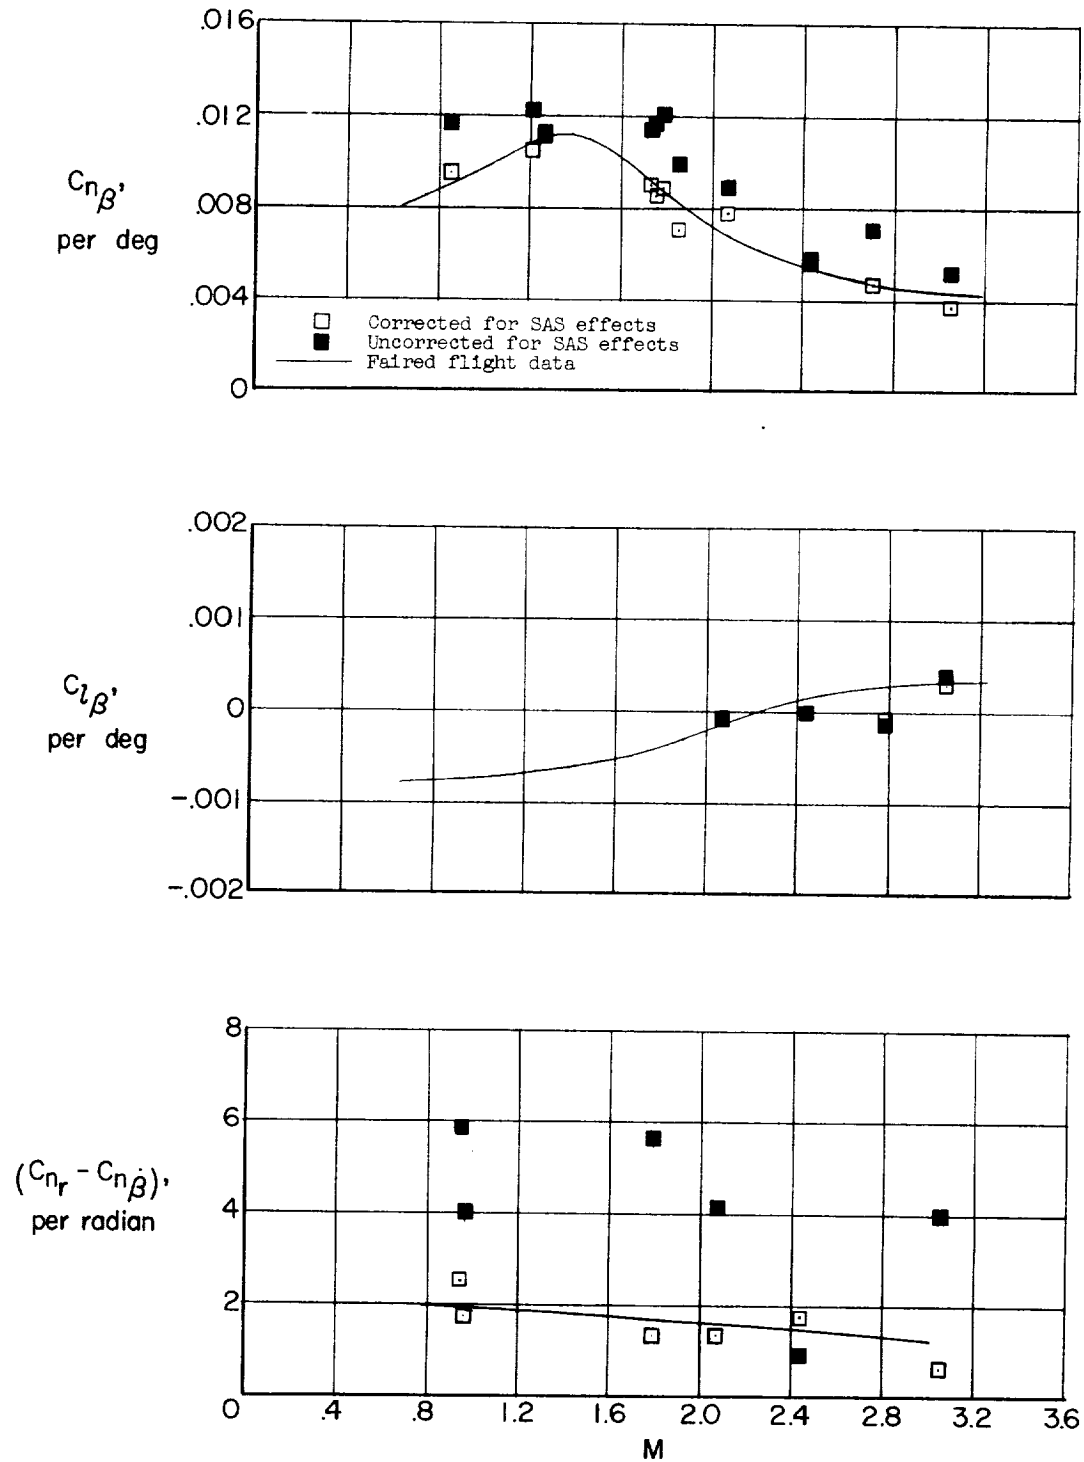 .016
.012
Cnβ,
per deg
.008
.004
0
□ Corrected for SAS effects
■ Uncorrected for SAS effects
Faired flight data
.002
.001
Clβ,
per deg
0
-.001
-.002
8
6
(Cnr - Cnβ̇),
per radian
4
2
0 .4 .8 1.2 1.6 2.0 2.4 2.8 3.2 3.6
M